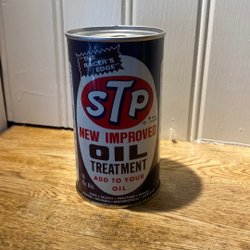 THE
RACER'S
EDGE
STP
NEW IMPROVED
OIL
TREATMENT
ADD TO YOUR
OIL